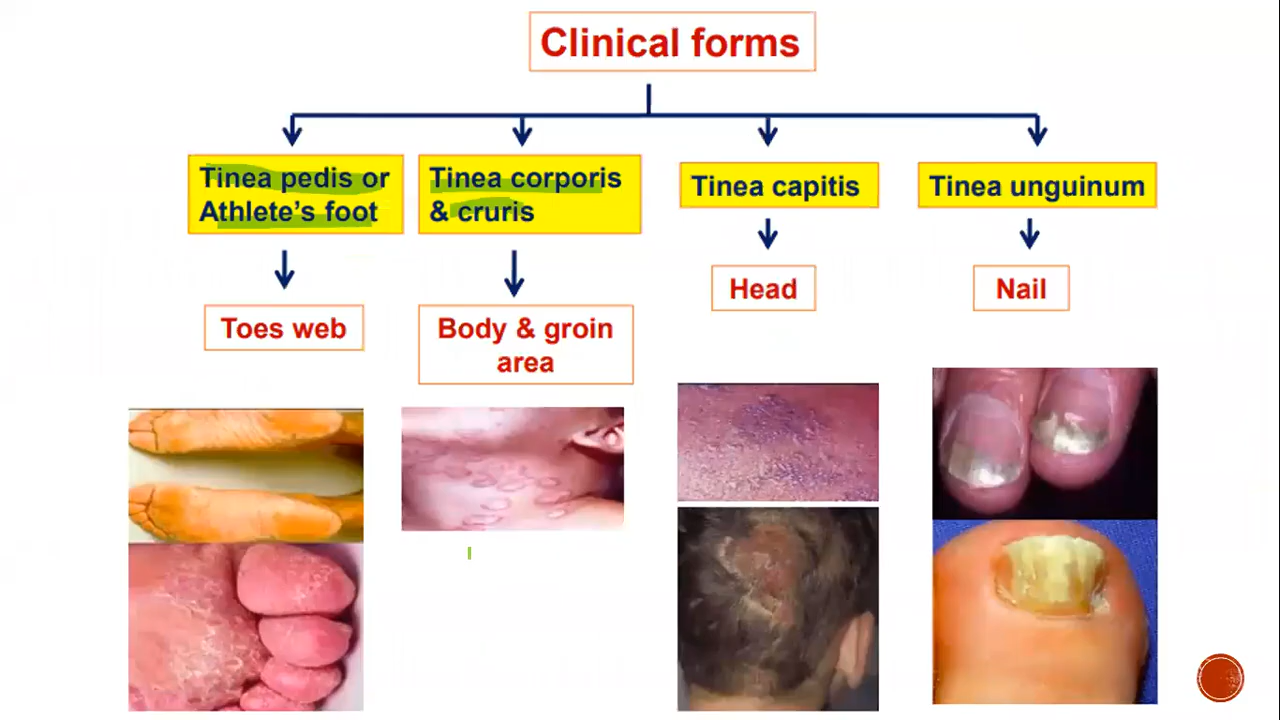 Clinical forms
Tinea pedis or
Athlete's foot
Tinea corporis
& cruris
Tinea capitis
Tinea unguinum
Toes web
Body & groin
area
Head
Nail